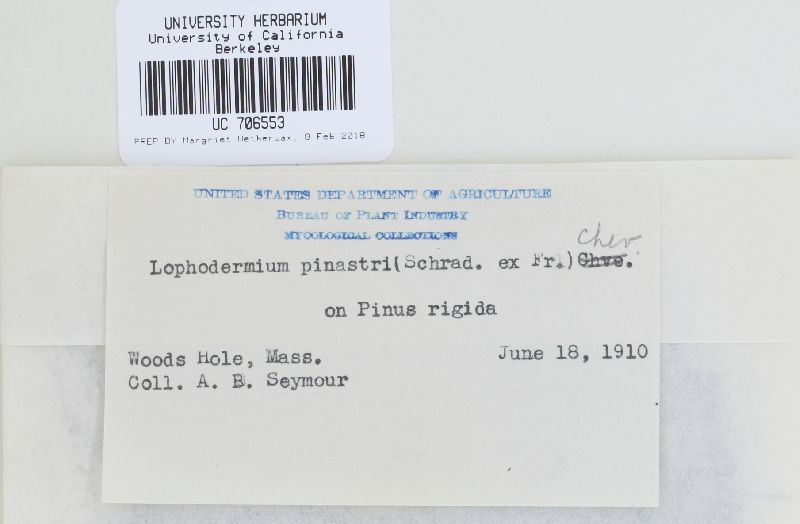 UNIVERSITY HERBARIUM
University of California
Berkeley
UC 706553
PREP BY Margriet Wetherwax, 8 Feb 2018
UNITED STATES DEPARTMENT OF AGRICULTURE
BUREAU OF PLANT INDUSTRY
MYCOLOGICAL COLLECTIONS
Chev
Lophodermium pinastri(Schrad. ex Fr.) Chve.
on Pinus rigida
Woods Hole, Mass. June 18, 1910
Coll. A. B. Seymour